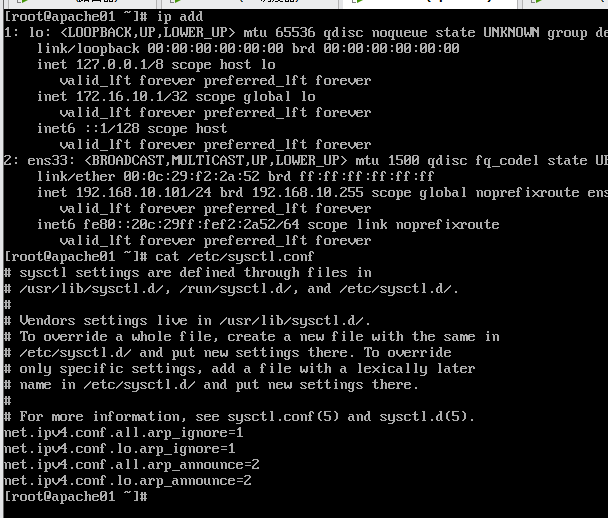 [root@apache01 ~]# ip add
1: lo: <LOOPBACK,UP,LOWER_UP> mtu 65536 qdisc noqueue state UNKNOWN group de
    link/loopback 00:00:00:00:00:00 brd 00:00:00:00:00:00
    inet 127.0.0.1/8 scope host lo
       valid_lft forever preferred_lft forever
    inet 172.16.10.1/32 scope global lo
       valid_lft forever preferred_lft forever
    inet6 ::1/128 scope host
       valid_lft forever preferred_lft forever
2: ens33: <BROADCAST,MULTICAST,UP,LOWER_UP> mtu 1500 qdisc fq_codel state U
    link/ether 00:0c:29:f2:2a:52 brd ff:ff:ff:ff:ff:ff
    inet 192.168.10.101/24 brd 192.168.10.255 scope global noprefixroute ens
       valid_lft forever preferred_lft forever
    inet6 fe80::20c:29ff:fef2:2a52/64 scope link noprefixroute
       valid_lft forever preferred_lft forever
[root@apache01 ~]# cat /etc/sysctl.conf
# sysctl settings are defined through files in
# /usr/lib/sysctl.d/, /run/sysctl.d/, and /etc/sysctl.d/.
#
# Vendors settings live in /usr/lib/sysctl.d/.
# To override a whole file, create a new file with the same in
# /etc/sysctl.d/ and put new settings there. To override
# only specific settings, add a file with a lexically later
# name in /etc/sysctl.d/ and put new settings there.
#
# For more information, see sysctl.conf(5) and sysctl.d(5).
net.ipv4.conf.all.arp_ignore=1
net.ipv4.conf.lo.arp_ignore=1
net.ipv4.conf.all.arp_announce=2
net.ipv4.conf.lo.arp_announce=2
[root@apache01 ~]#